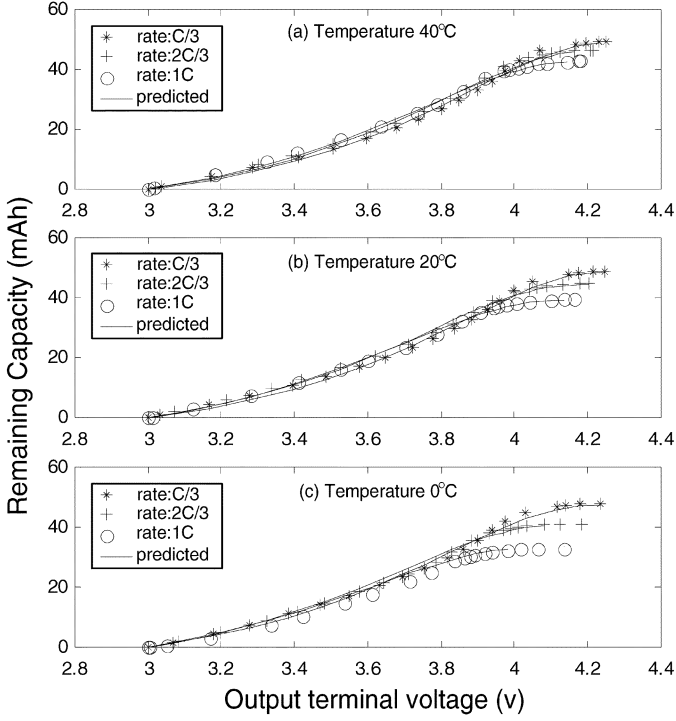 60
(a) Temperature 40°C
rate:C/3
rate:2C/3
rate:1C
predicted
40
20
0
2.8 3 3.2 3.4 3.6 3.8 4 4.2 4.4
60
(b) Temperature 20°C
rate:C/3
rate:2C/3
rate:1C
predicted
40
20
0
2.8 3 3.2 3.4 3.6 3.8 4 4.2 4.4
60
(c) Temperature 0°C
rate:C/3
rate:2C/3
rate:1C
predicted
40
20
0
2.8 3 3.2 3.4 3.6 3.8 4 4.2 4.4
Remaining Capacity (mAh)
Output terminal voltage (v)